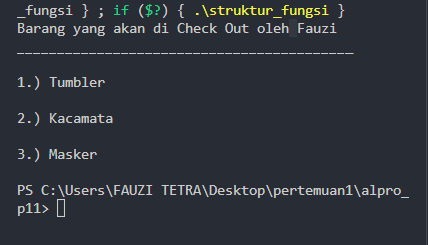 _fungsi } ; if ($?) { .\struktur_fungsi }
Barang yang akan di Check Out oleh Fauzi
_______________________________________
1.) Tumbler
2.) Kacamata
3.) Masker
PS C:\Users\FAUZI TETRA\Desktop\pertemuan1\alpro_
p11>